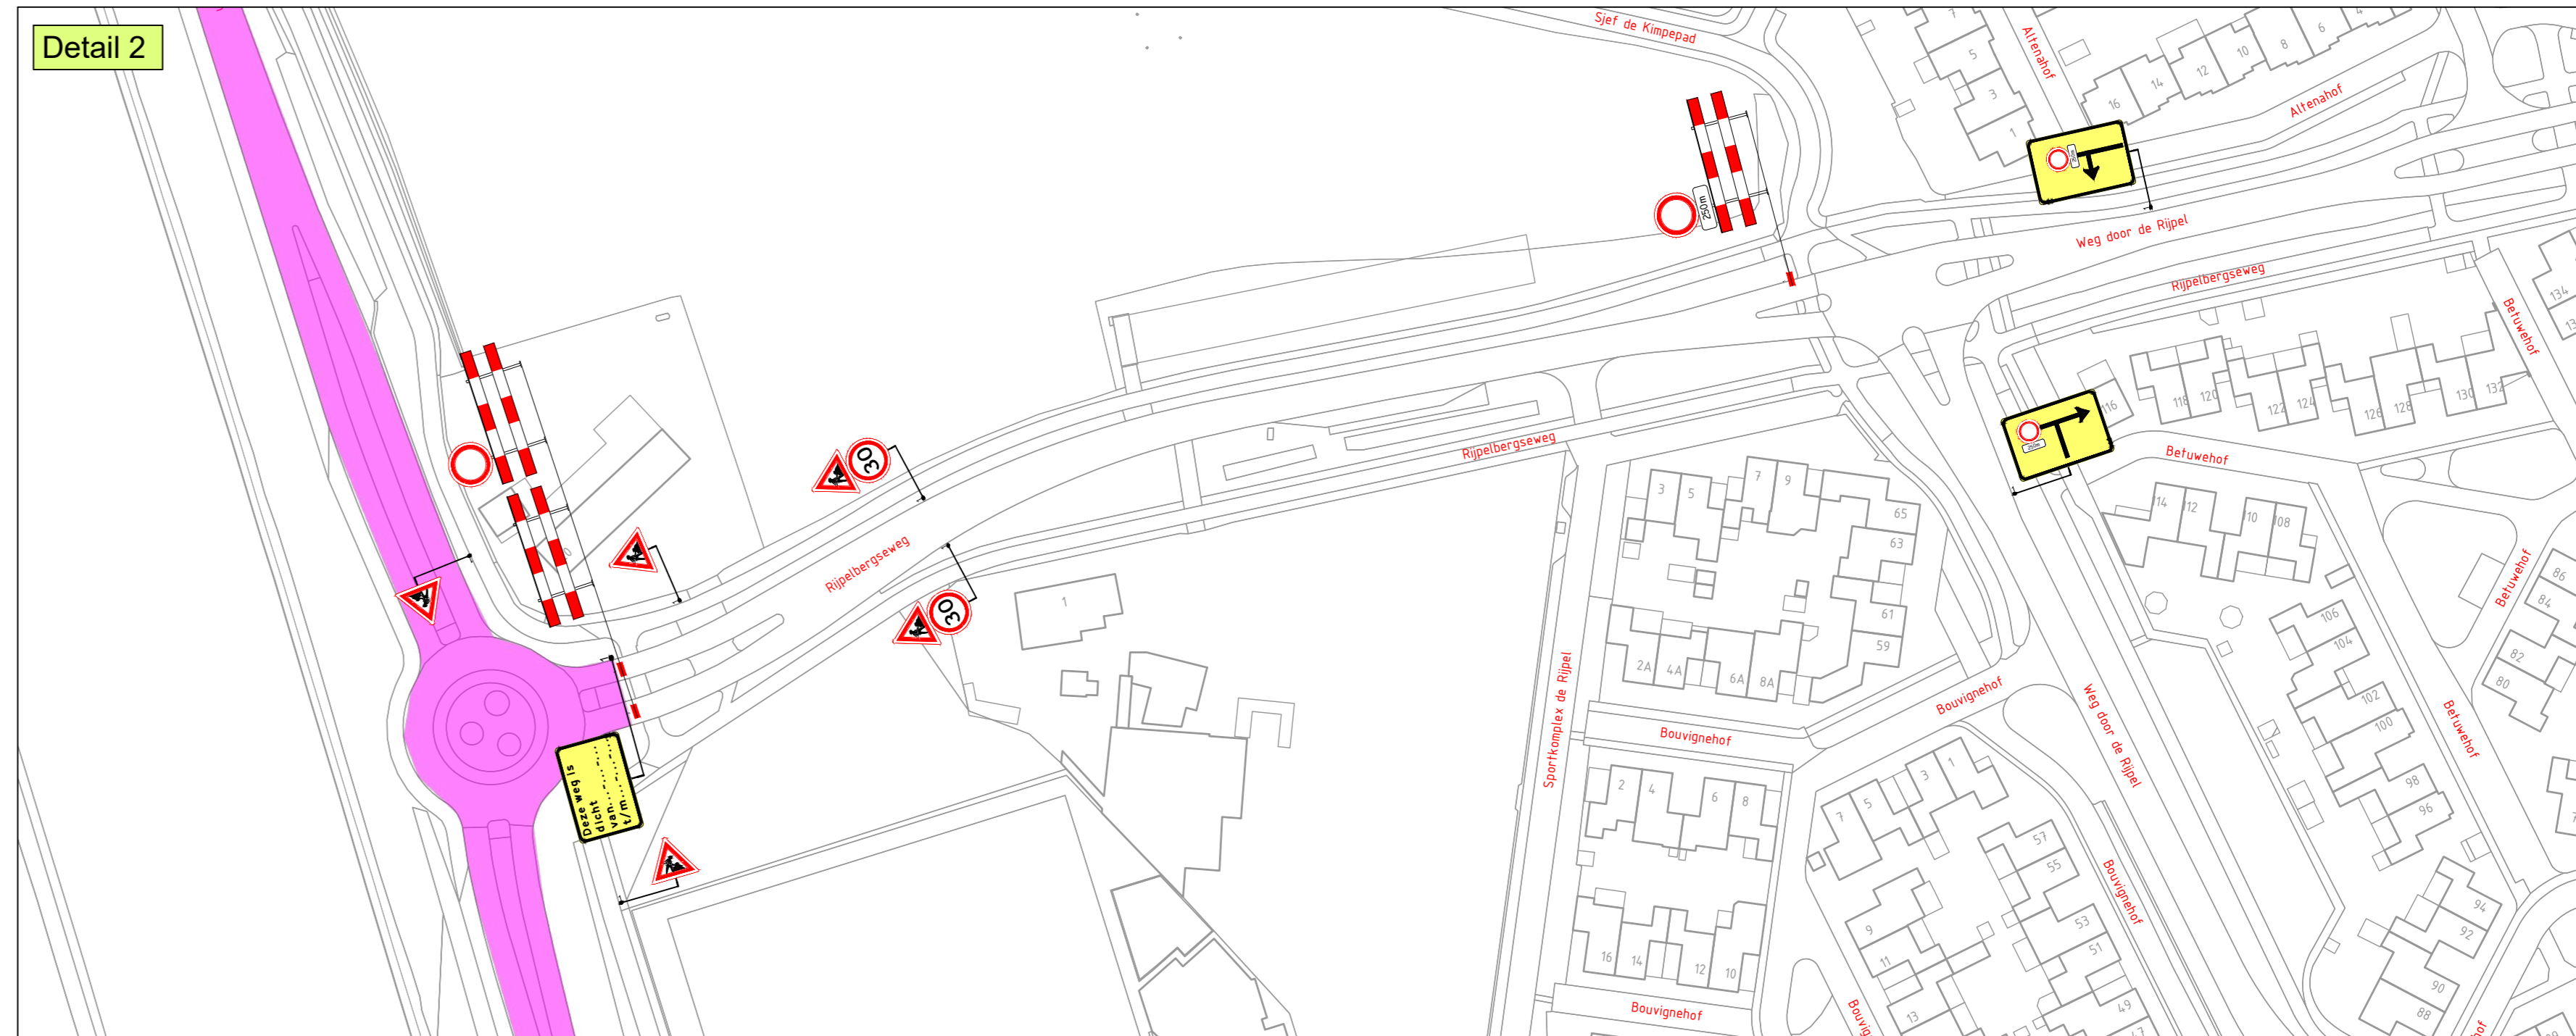 Detail 2
Sjef de Kimpepad
Altenahof
Altenahof
7
5
3
1
16
14
12
10
8
6
4
Weg door de Rijpel
Rijpelbergseweg
Betuwehof
134
250m
116
118
120
122
124
126
128
130
132
Betuwehof
30
Rijpelbergseweg
Rijpelbergseweg
30
1
3
5
7
9
65
63
61
59
2A
4A
6A
8A
114
112
110
108
106
104
102
100
98
96
Betuwehof
86
84
82
80
Betuwehof
Sportkomplex de Rijpel
Bouvignehof
Bouvignehof
Weg door de Rijpel
Deze weg is
dicht
van..........
t/m..........
2
4
6
8
16
14
12
10
Bouvignehof
7
5
3
1
9
11
13
57
55
53
51
49
47
Bouvignehof
94
92
90
88